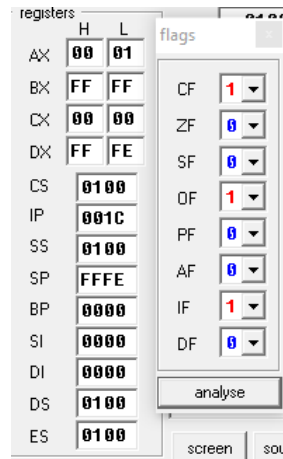 registers
H L
AX 00 01
BX FF FF
CX 00 00
DX FF FE
CS 0100
IP 001C
SS 0100
SP FFFE
BP 0000
SI 0000
DI 0000
DS 0100
ES 0100
flags
x
CF 1
ZF 0
SF 0
OF 1
PF 0
AF 0
IF 1
DF 0
analyse
screen